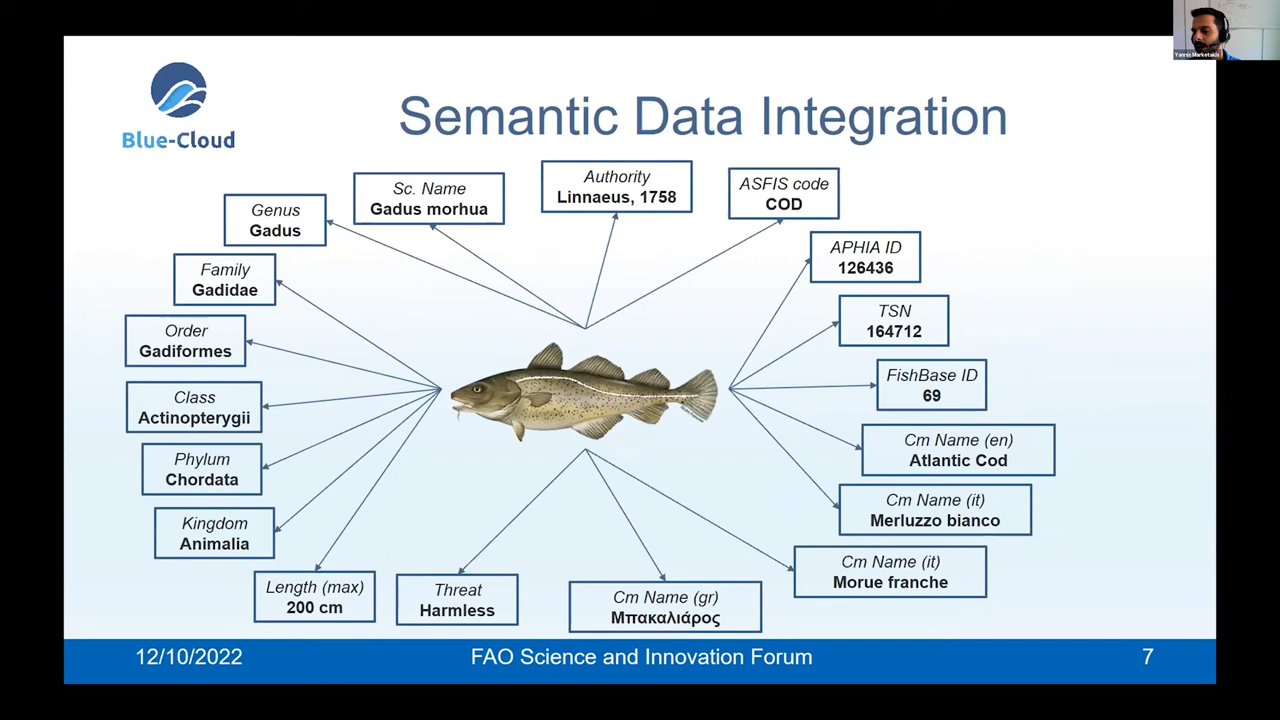 Yannis Marketakis
Blue-Cloud
Semantic Data Integration
Authority
Linnaeus, 1758
ASFIS code
COD
Sc. Name
Gadus morhua
Genus
Gadus
APHIA ID
126436
Family
Gadidae
TSN
164712
Order
Gadiformes
FishBase ID
69
Class
Actinopterygii
Cm Name (en)
Atlantic Cod
Phylum
Chordata
Cm Name (it)
Merluzzo bianco
Kingdom
Animalia
Cm Name (it)
Morue franche
Length (max)
200 cm
Threat
Harmless
Cm Name (gr)
Μπακαλιάρος
12/10/2022
FAO Science and Innovation Forum
7